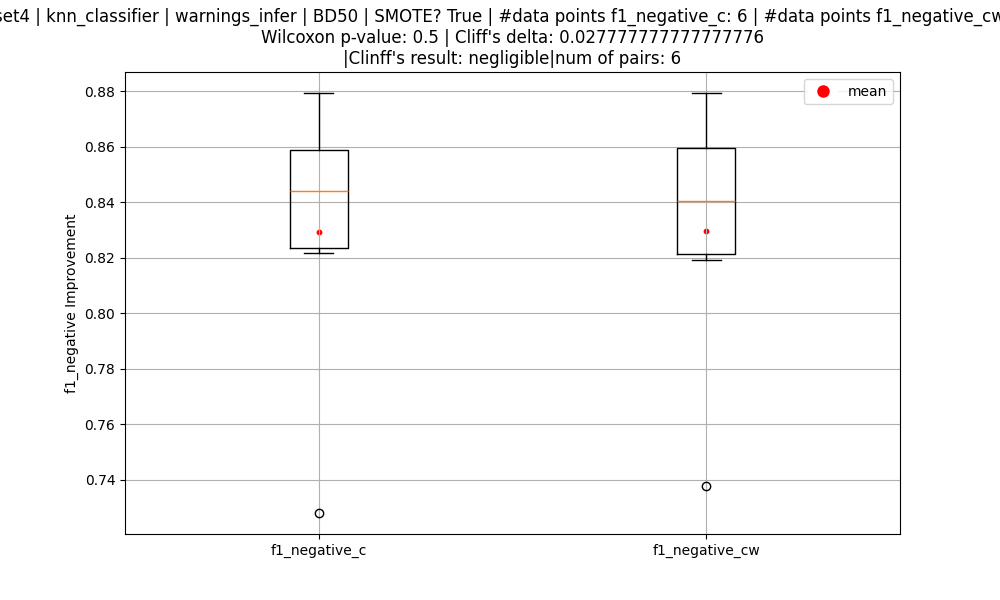 set4 | knn_classifier | warnings_infer | BD50 | SMOTE? True | #data points f1_negative_c: 6 | #data points f1_negative_cw
Wilcoxon p-value: 0.5 | Cliff's delta: 0.027777777777777776
|Clinff's result: negligible|num of pairs: 6
mean
0.88
0.86
0.84
0.82
0.80
0.78
0.76
0.74
f1_negative Improvement
f1_negative_c
f1_negative_cw